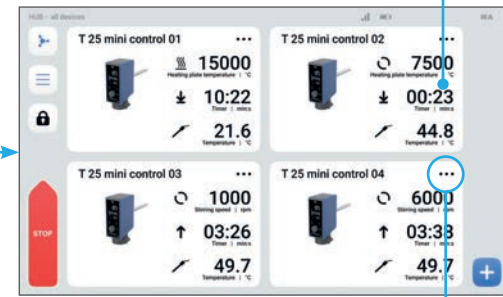 HUB - all devices
IKA
T 25 mini control 01
15000
Heating plate temperature | °C
10:22
Timer | min:s
21.6
Temperature | °C
T 25 mini control 02
7500
Heating plate temperature | °C
00:23
Timer | min:s
44.8
Temperature | °C
STOP
T 25 mini control 03
1000
Stirring speed | rpm
03:26
Timer | min:s
49.7
Temperature | °C
T 25 mini control 04
6000
Stirring speed | rpm
03:38
Timer | min:s
49.7
Temperature | °C